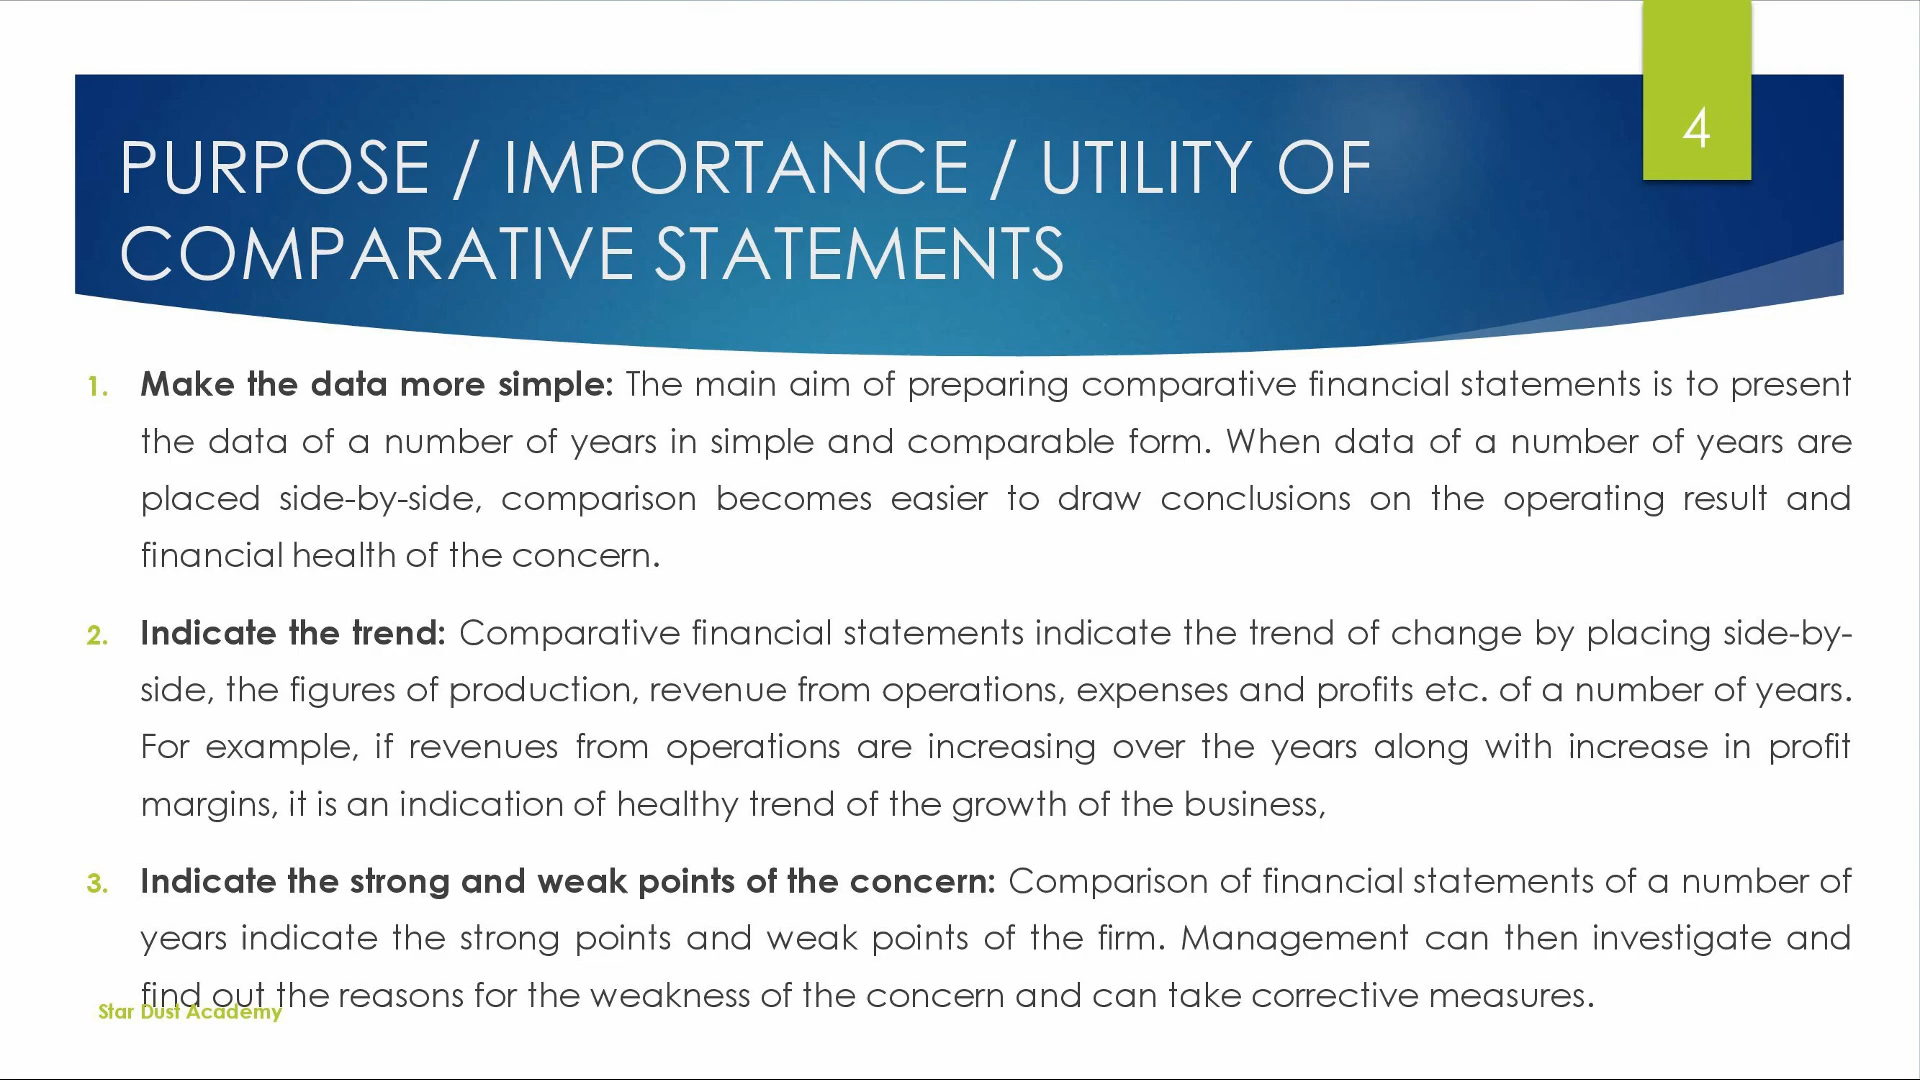 4
PURPOSE / IMPORTANCE / UTILITY OF
COMPARATIVE STATEMENTS
1. Make the data more simple: The main aim of preparing comparative financial statements is to present
the data of a number of years in simple and comparable form. When data of a number of years are
placed side-by-side, comparison becomes easier to draw conclusions on the operating result and
financial health of the concern.
2. Indicate the trend: Comparative financial statements indicate the trend of change by placing side-by-
side, the figures of production, revenue from operations, expenses and profits etc. of a number of years.
For example, if revenues from operations are increasing over the years along with increase in profit
margins, it is an indication of healthy trend of the growth of the business,
3. Indicate the strong and weak points of the concern: Comparison of financial statements of a number of
years indicate the strong points and weak points of the firm. Management can then investigate and
find out the reasons for the weakness of the concern and can take corrective measures.
Star Dust Academy